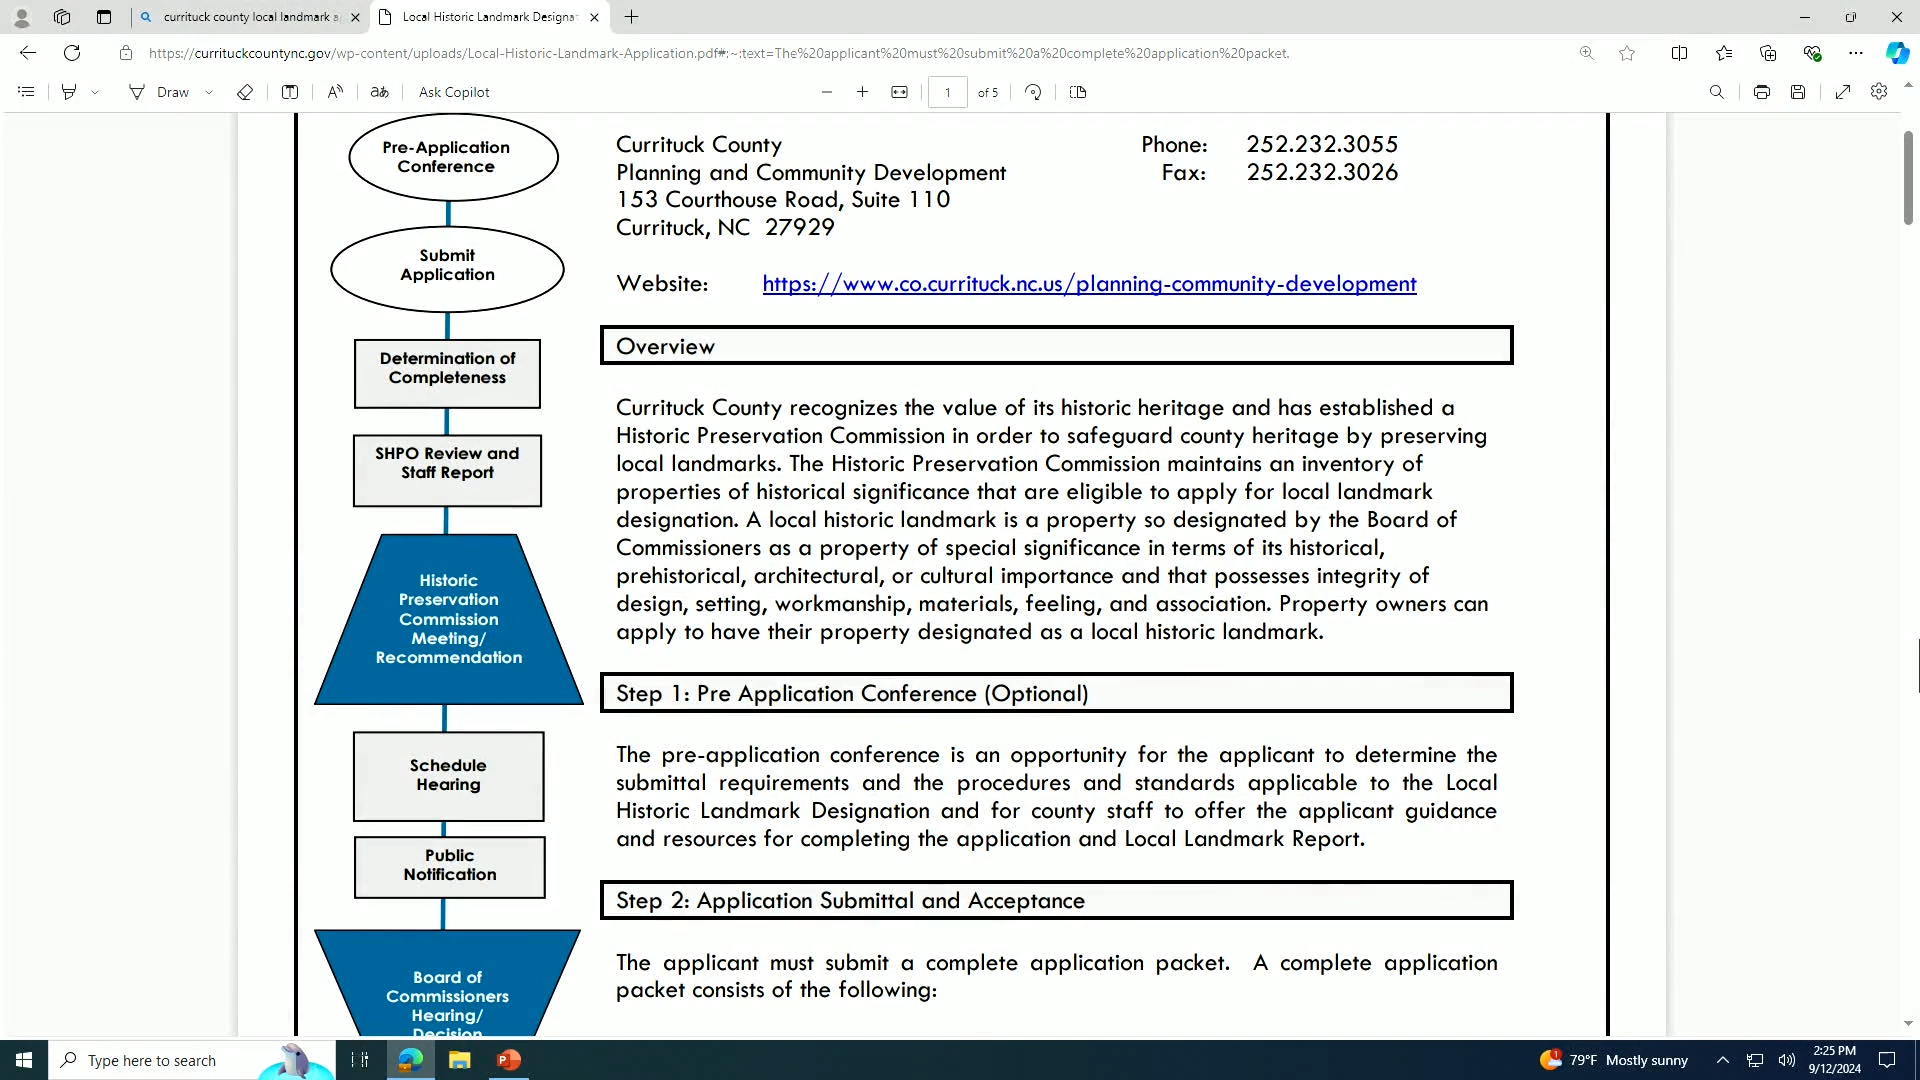 currituck county local landmark a
Local Historic Landmark Designat
https://currituckcountync.gov/wp-content/uploads/Local-Historic-Landmark-Application.pdf#:~:text=The%20applicant%20must%20submit%20a%20complete%20application%20packet.
Draw
Ask Copilot
1
of 5
Pre-Application
Conference
Submit
Application
Determination of
Completeness
SHPO Review and
Staff Report
Historic
Preservation
Commission
Meeting/
Recommendation
Schedule
Hearing
Public
Notification
Board of
Commissioners
Hearing/
Decision
Currituck County
Planning and Community Development
153 Courthouse Road, Suite 110
Currituck, NC 27929
Phone: 252.232.3055
Fax: 252.232.3026
Website: https://www.co.currituck.nc.us/planning-community-development
Overview
Currituck County recognizes the value of its historic heritage and has established a
Historic Preservation Commission in order to safeguard county heritage by preserving
local landmarks. The Historic Preservation Commission maintains an inventory of
properties of historical significance that are eligible to apply for local landmark
designation. A local historic landmark is a property so designated by the Board of
Commissioners as a property of special significance in terms of its historical,
prehistorical, architectural, or cultural importance and that possesses integrity of
design, setting, workmanship, materials, feeling, and association. Property owners can
apply to have their property designated as a local historic landmark.
Step 1: Pre Application Conference (Optional)
The pre-application conference is an opportunity for the applicant to determine the
submittal requirements and the procedures and standards applicable to the Local
Historic Landmark Designation and for county staff to offer the applicant guidance
and resources for completing the application and Local Landmark Report.
Step 2: Application Submittal and Acceptance
The applicant must submit a complete application packet. A complete application
packet consists of the following:
Type here to search
79°F Mostly sunny
2:25 PM
9/12/2024